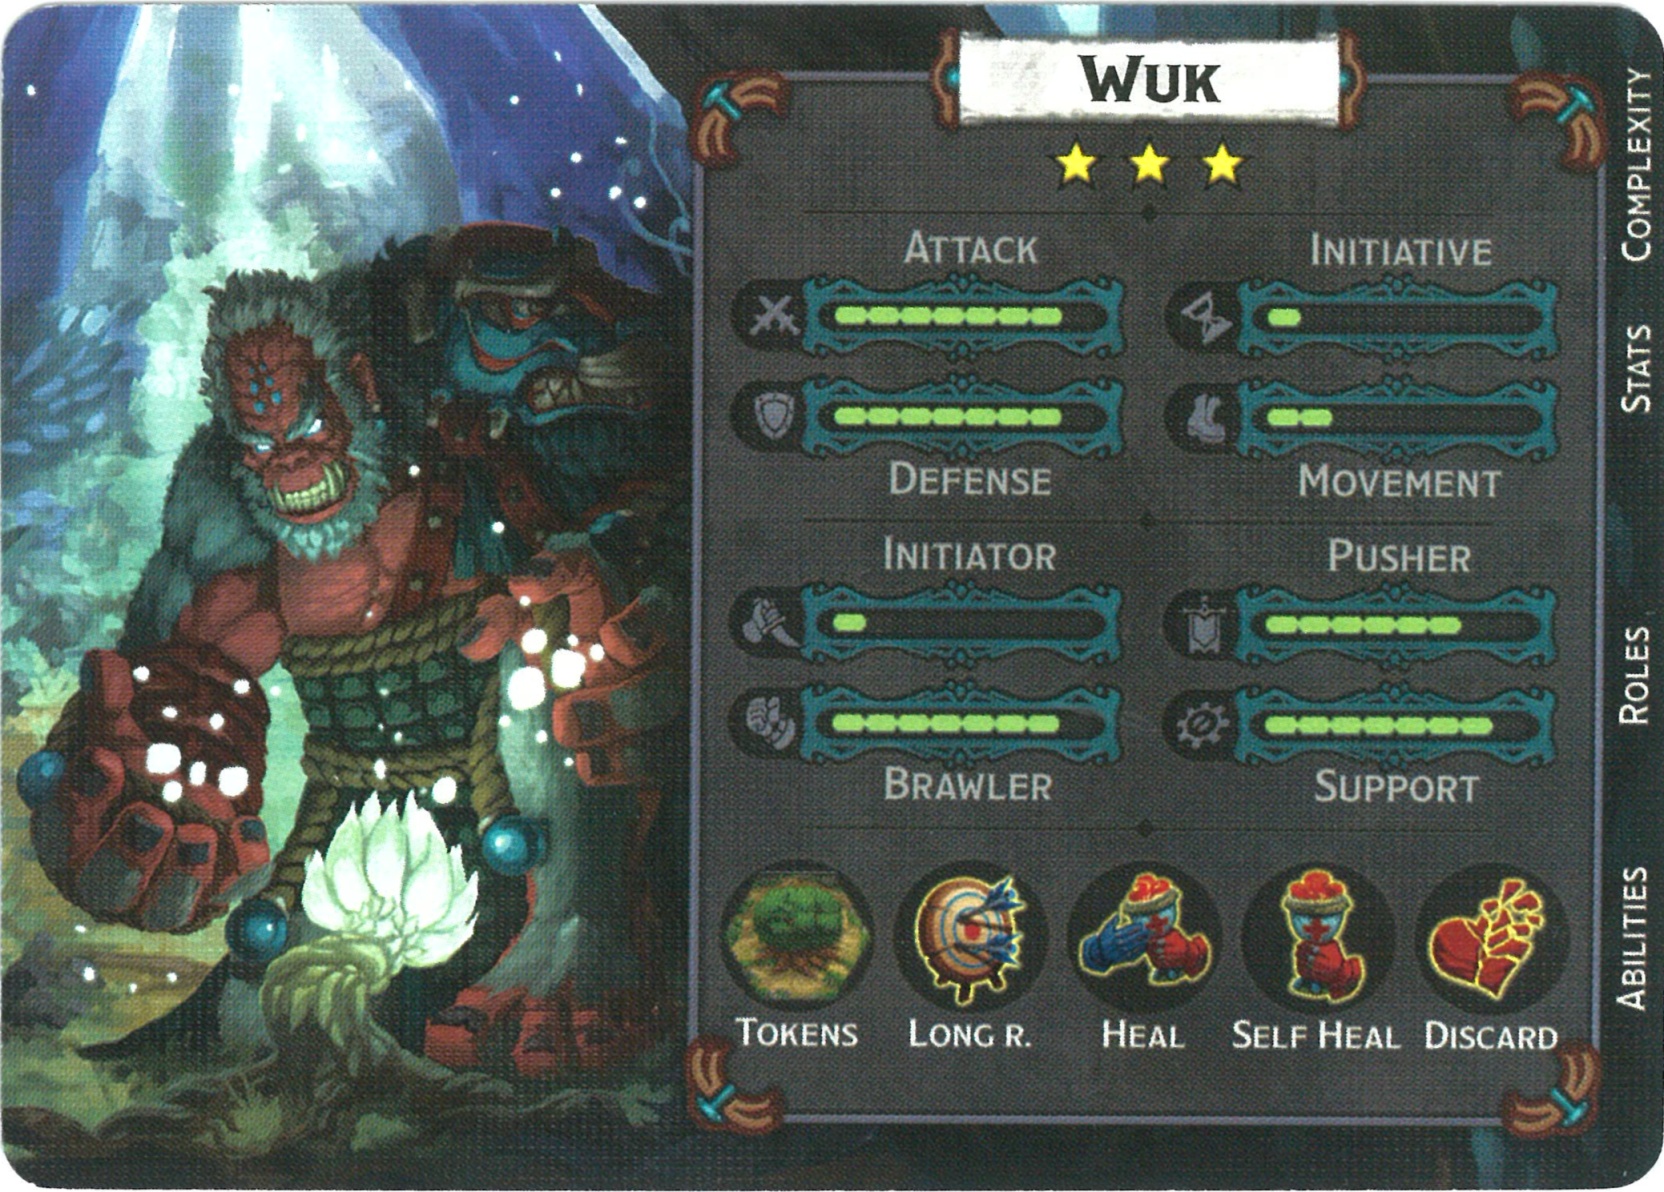 Wuk
Complexity
Attack
Initiative
Stats
Defense
Movement
Initiator
Pusher
Roles
Brawler
Support
Abilities
Tokens
Long R.
Heal
Self Heal
Discard